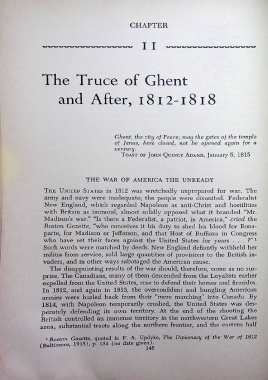 CHAPTER
II
The Truce of Ghent
and After, 1812-1818
Ghent, the city of Peace; may the gates of the temple
of Janus, here closed, not be opened again for a
century.
TOAST OF JOHN QUINCY ADAMS, January 5, 1815
THE WAR OF AMERICA THE UNREADY
THE UNITED STATES in 1812 was wretchedly unprepared for war. The
army and navy were inadequate; the people were disunited. Federalist
New England, which regarded Napoleon as anti-Christ and hostilities
with Britain as immoral, almost solidly opposed what it branded "Mr.
Madison's war." "Is there a Federalist, a patriot, in America," cried the
Boston Gazette, "who conceives it his duty to shed his blood for Bona-
parte, for Madison or Jefferson, and that Host of Ruffians in Congress
who have set their faces against the United States for years . . . ?" 1
Such words were matched by deeds. New England defiantly withheld her
militia from service, sold large quantities of provisions to the British in-
vaders, and in other ways sabotaged the American cause.
The disappointing results of the war should, therefore, come as no sur-
prise. The Canadians, many of them descended from the Loyalists earlier
expelled from the United States, rose to defend their homes and firesides.
In 1812, and again in 1813, the overconfident and bungling American
armies were hurled back from their "mere marching" into Canada. By
1814, with Napoleon temporarily crushed, the United States was des-
perately defending its own territory. At the end of the shooting the
British controlled an immense territory in the northwestern Great Lakes
area, substantial tracts along the northern frontier, and the eastern half
1 Boston Gazette, quoted in F. A. Updyke, The Diplomacy of the War of 1812
(Baltimore, 1915), p. 134 (no date given).